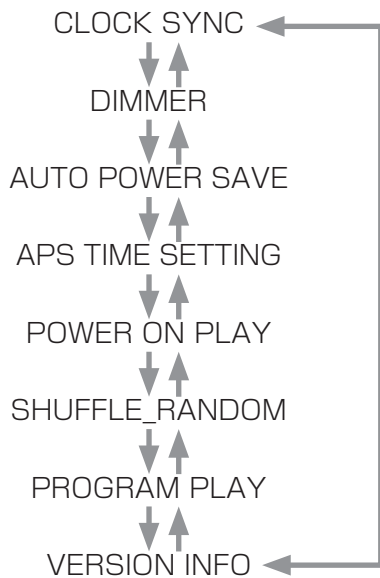 CLOCK SYNC
DIMMER
AUTO POWER SAVE
APS TIME SETTING
POWER ON PLAY
SHUFFLE_RANDOM
PROGRAM PLAY
VERSION INFO